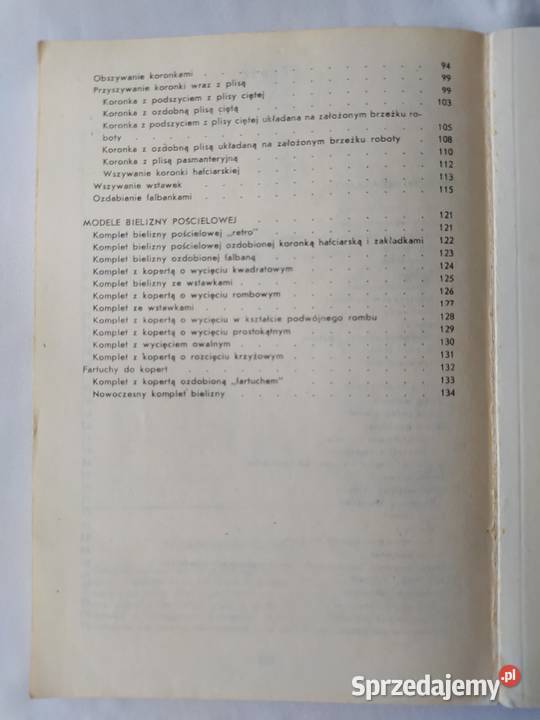 Obszywanie koronkami . . . . . . . . . . 94
Przyszywanie koronki wraz z plisą . . . . . . . . 99
Koronka z podszyciem z plisy ciętej . . . . . . . 99
Koronka z ozdobną plisą ciętą . . . . . . . . 103
Koronka z podszyciem z plisy ciętej układana na założonym brzeżku ro-
boty . . . . . . . . . . . . 105
Koronka z ozdobną plisą układana na założonym brzeżku roboty . . 108
Koronka z plisą pasmanteryjną . . . . . . . . 110
Wszywanie koronki hafciarskiej . . . . . . . . 112
Wszywanie wstawek . . . . . . . . . . 113
Ozdabianie falbankami . . . . . . . . . . 115
MODELE BIELIZNY POŚCIELOWEJ . . . . . . . . 121
Komplet bielizny pościelowej „retro" . . . . . . . 121
Komplet bielizny pościelowej ozdobionej koronką hafciarską i zakładkami 122
Komplet bielizny ozdobionej falbaną . . . . . . . 123
Komplet z kopertą o wycięciu kwadratowym . . . . . . 124
Komplet bielizny ze wstawkami . . . . . . . . 125
Komplet z kopertą o wycięciu rombowym . . . . . . 126
Komplet ze wstawkami . . . . . . . . . . 127
Komplet z kopertą o wycięciu w kształcie podwójnego rombu . . . 128
Komplet z kopertą o wycięciu prostokątnym . . . . . . 129
Komplet z wycięciem owalnym . . . . . . . . 130
Komplet z kopertą o rozcięciu krzyżowym . . . . . . 131
Fartuchy do kopert . . . . . . . . . . 132
Komplet z kopertą ozdobioną „fartuchem" . . . . . . 133
Nowoczesny komplet bielizny . . . . . . . . 134
Sprzedajemy.pl